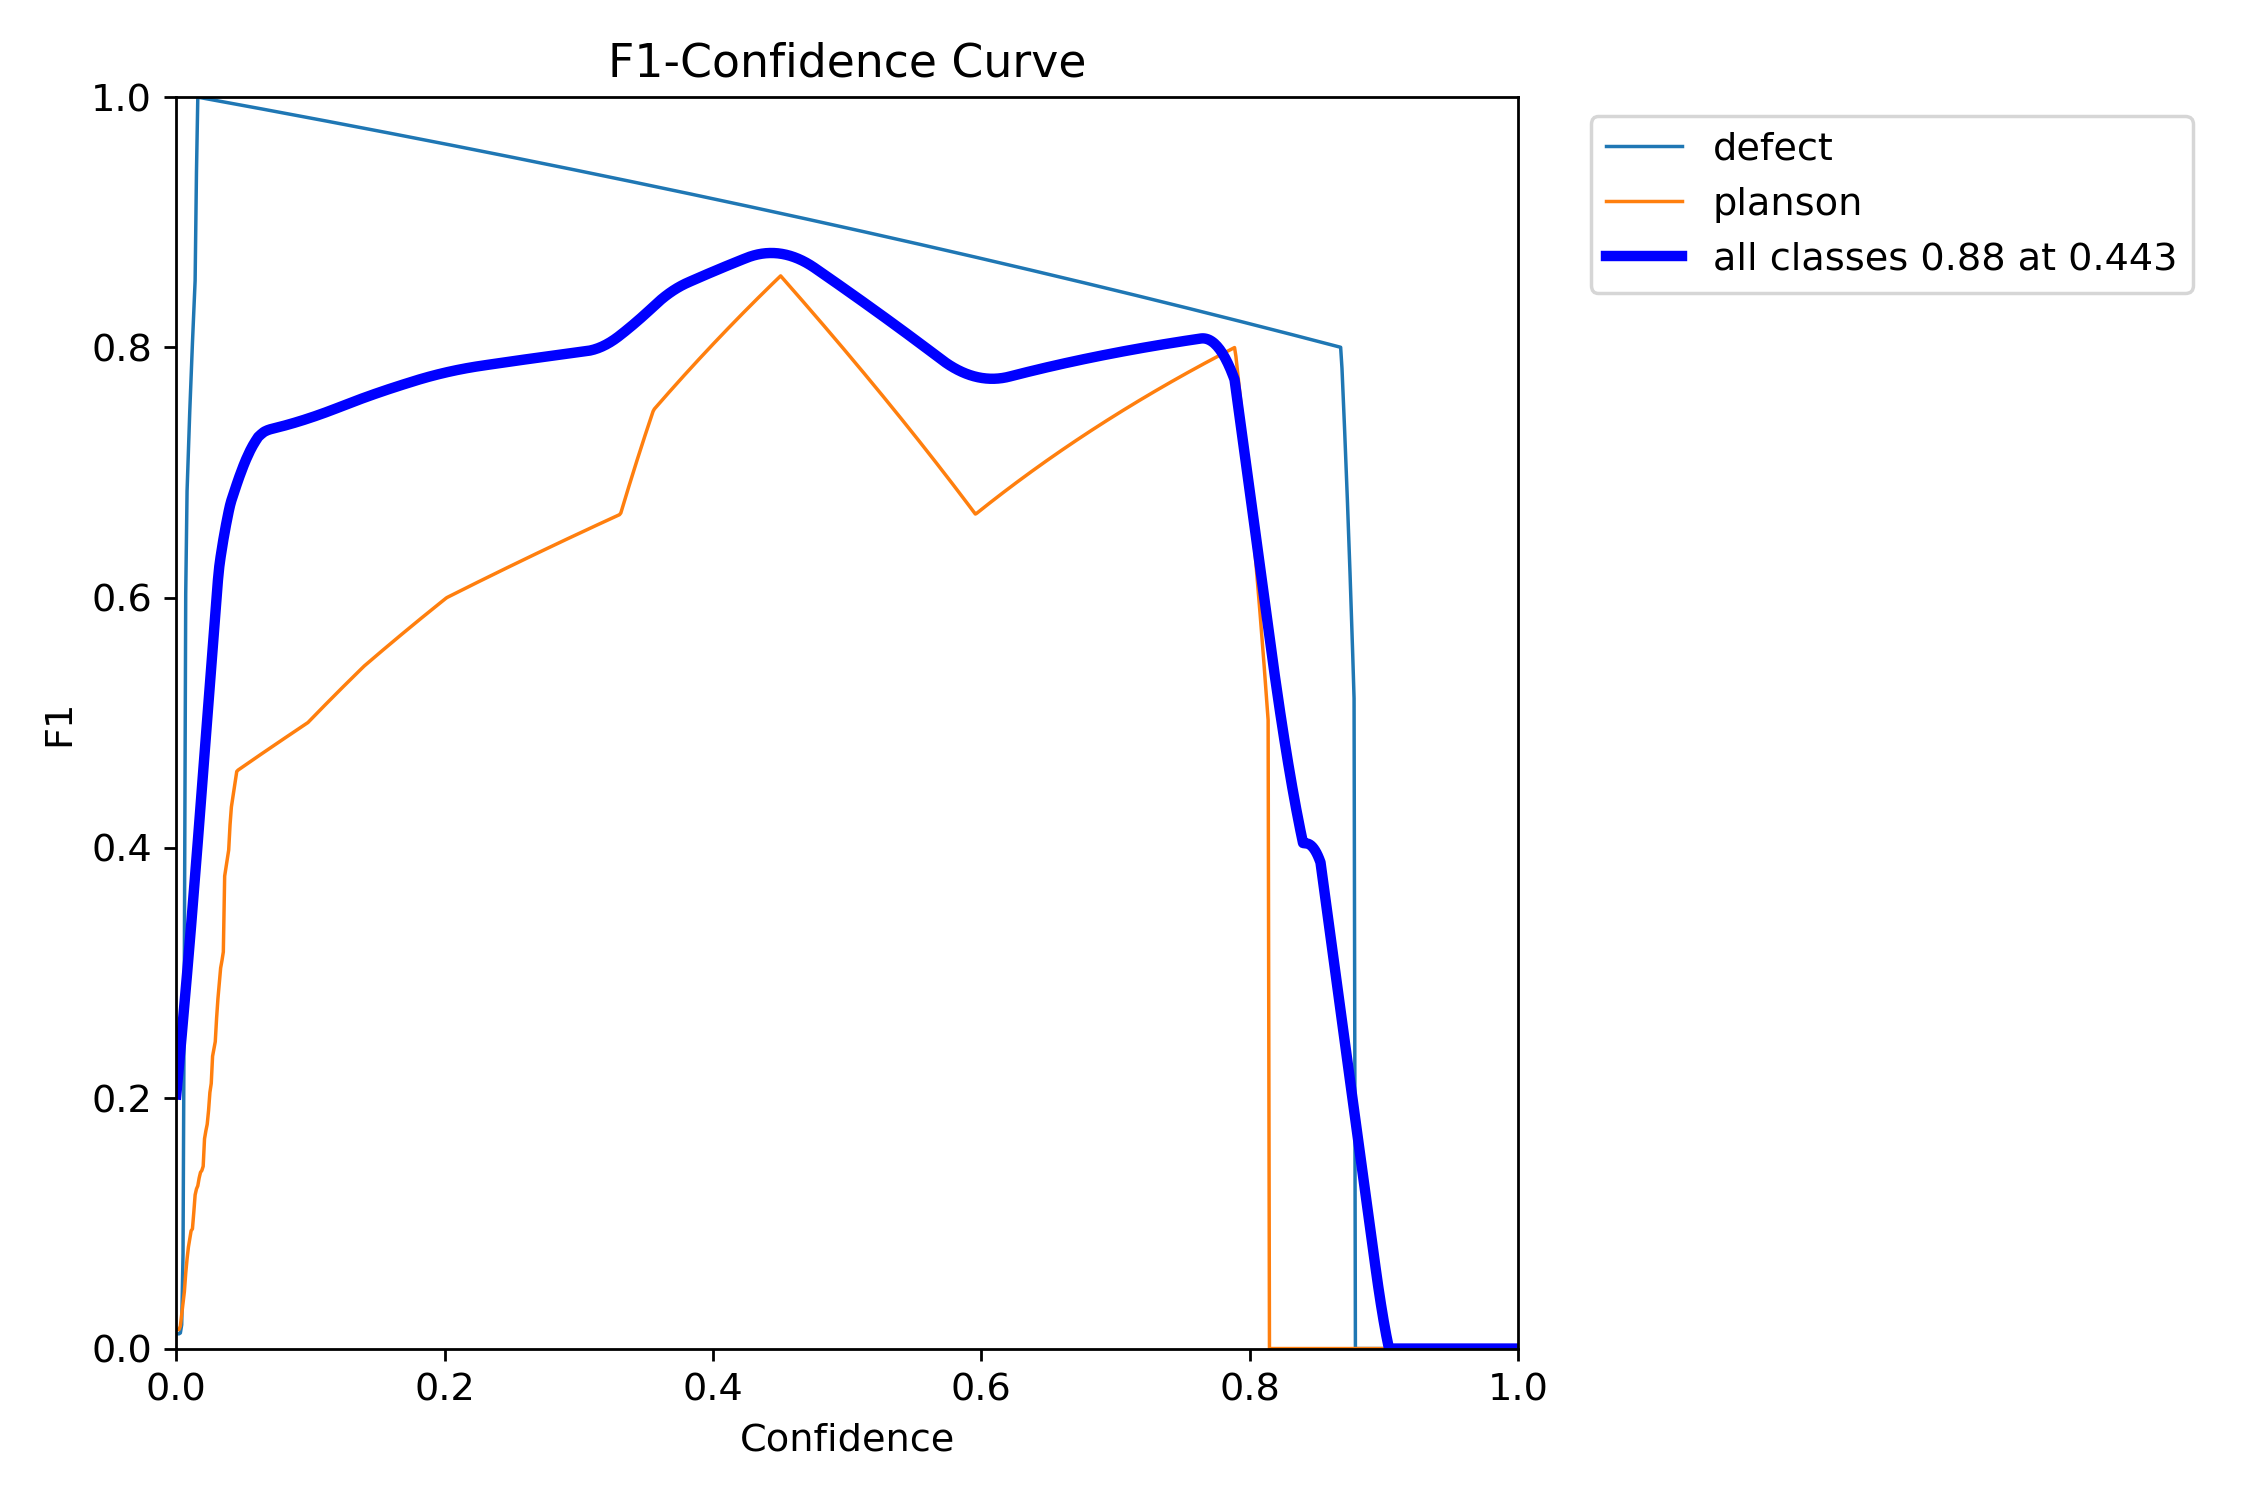 F1-Confidence Curve
1.0
0.8
0.6
0.4
0.2
0.0
F1
0.0 0.2 0.4 0.6 0.8 1.0
Confidence
defect
planson
all classes 0.88 at 0.443